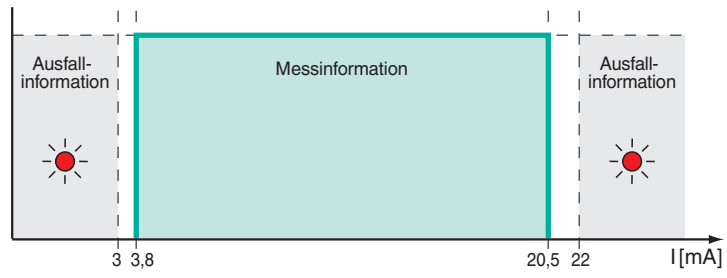 Ausfall-
information
Messinformation
Ausfall-
information
3 3,8 20,5 22 I [mA]